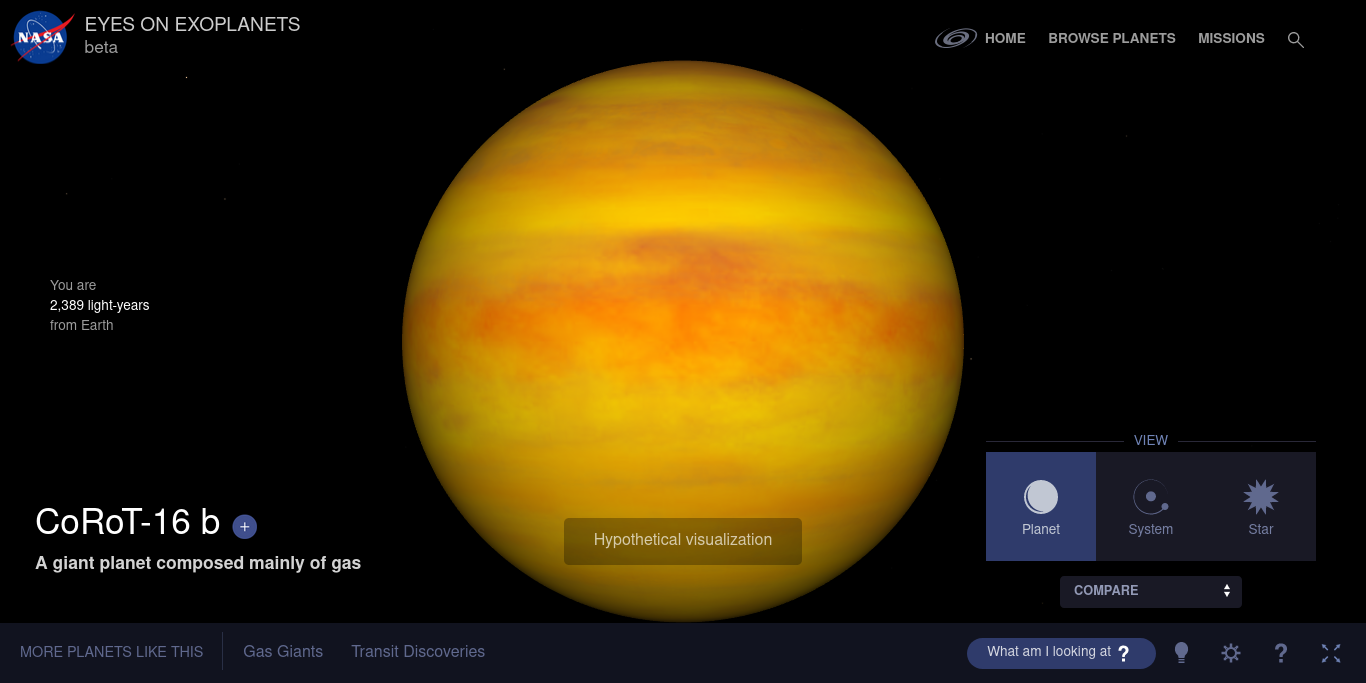 NASA
EYES ON EXOPLANETS
beta
HOME
BROWSE PLANETS
MISSIONS
You are
2,389 light-years
from Earth
CoRoT-16 b +
A giant planet composed mainly of gas
Hypothetical visualization
VIEW
Planet
System
Star
COMPARE
MORE PLANETS LIKE THIS
Gas Giants
Transit Discoveries
What am I looking at ?
?